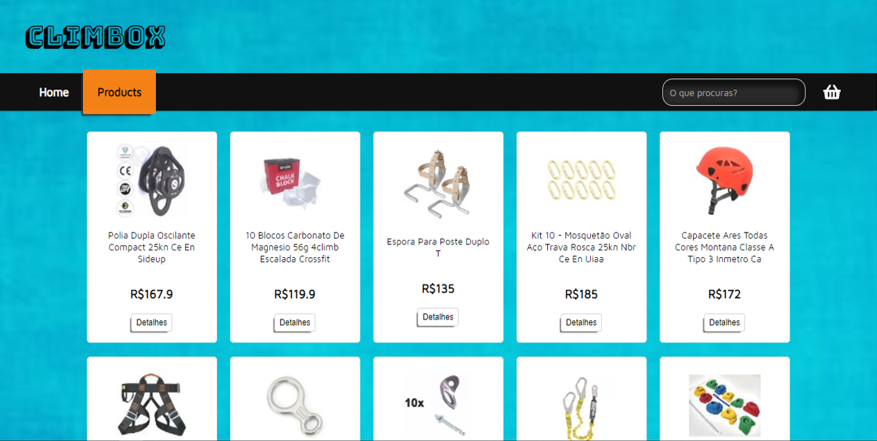 CLIMBOX
Home
Products
O que procuras?
Polia Dupla Oscilante
Compact 25kn Ce En
Sideup
R$167.9
Detalhes
CHALK
BLOCK
10 Blocos Carbonato De
Magnesio 56g 4climb
Escalada Crossfit
R$119.9
Detalhes
Espora Para Poste Duplo
T
R$135
Detalhes
Kit 10 - Mosquetão Oval
Aço Trava Rosca 25kn Nbr
Ce En Uiaa
R$185
Detalhes
Capacete Ares Todas
Cores Montana Classe A
Tipo 3 Inmetro Ca
R$172
Detalhes
10x